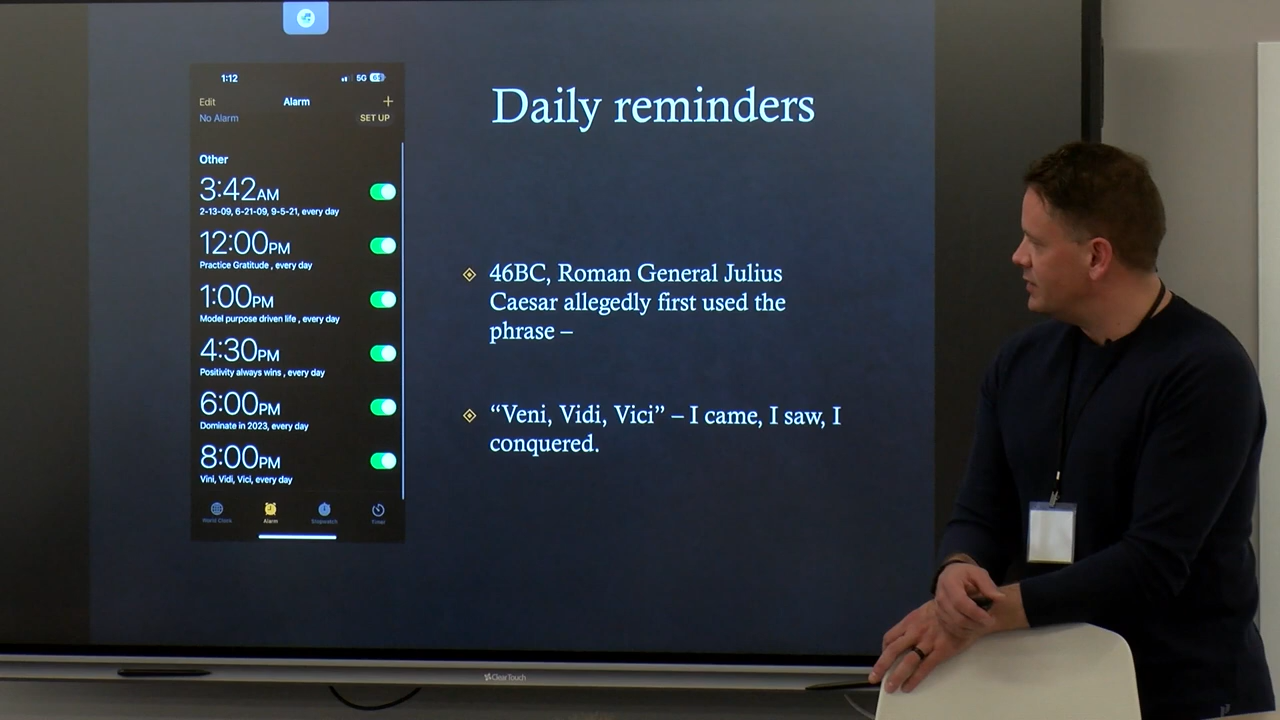 1:12
5G 63
Edit
Alarm
+
No Alarm
SET UP
Other
3:42AM
2-13-09, 6-21-09, 9-5-21, every day
12:00PM
Practice Gratitude , every day
1:00PM
Model purpose driven life , every day
4:30PM
Positivity always wins , every day
6:00PM
Dominate in 2023, every day
8:00PM
Vini, Vidi, Vici, every day
World Clock
Alarm
Stopwatch
Timer
Daily reminders
46BC, Roman General Julius
Caesar allegedly first used the
phrase –
“Veni, Vidi, Vici” – I came, I saw, I
conquered.
ClearTouch